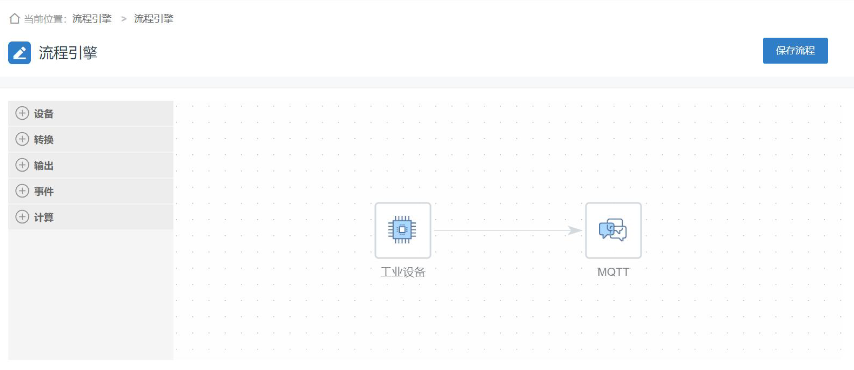 当前位置： 流程引擎 > 流程引擎
流程引擎
保存流程
设备
转换
输出
事件
计算
工业设备
MQTT